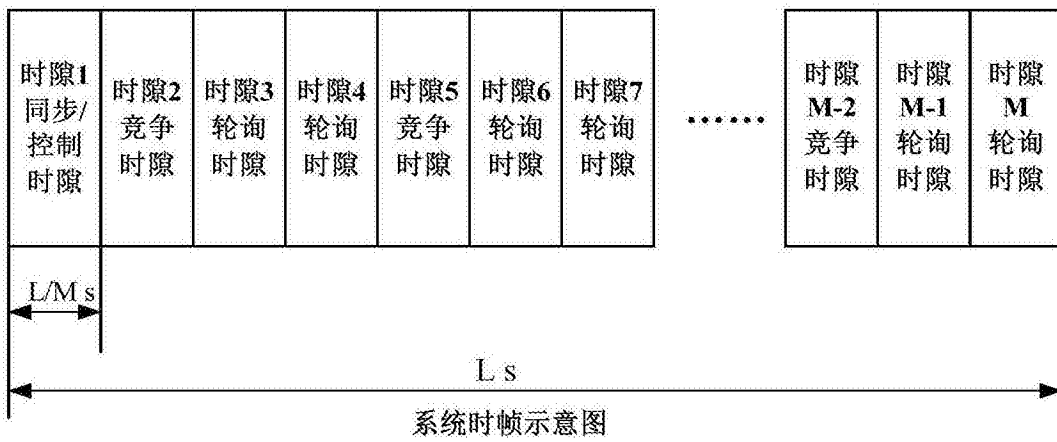 时隙1
同步/
控制
时隙
时隙2
竞争
时隙
时隙3
轮询
时隙
时隙4
轮询
时隙
时隙5
竞争
时隙
时隙6
轮询
时隙
时隙7
轮询
时隙
……
时隙
M-2
竞争
时隙
时隙
M-1
轮询
时隙
时隙
M
轮询
时隙
L/M s
L s
系统时帧示意图